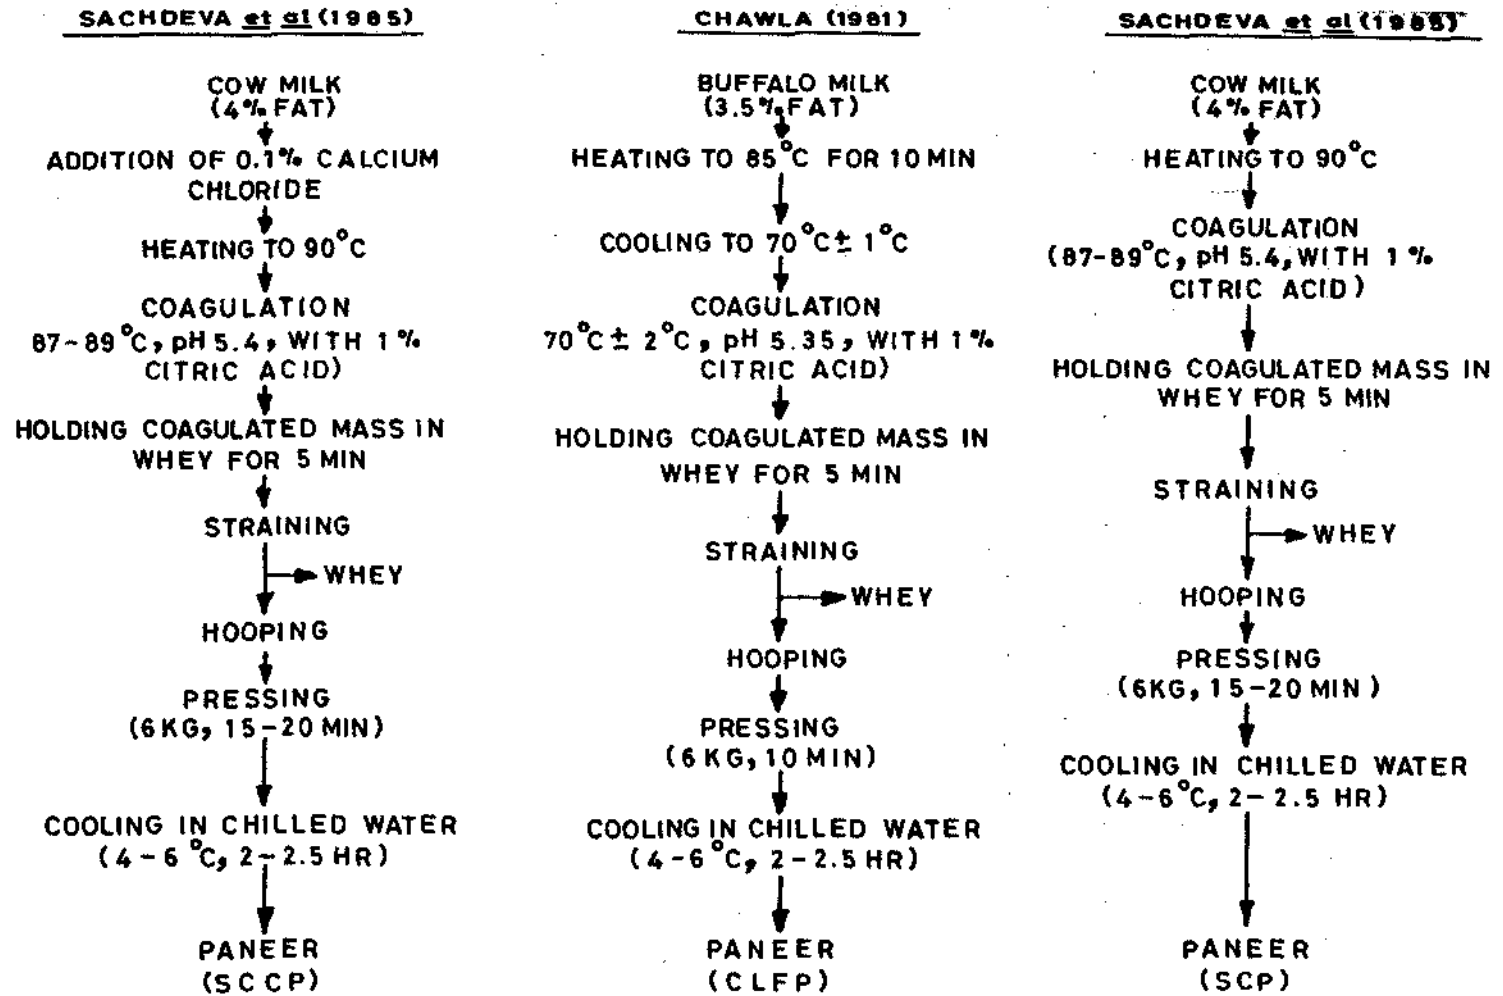 SACHDEVA et al (1985)
COW MILK
(4% FAT)
ADDITION OF 0.1% CALCIUM
CHLORIDE
HEATING TO 90°C
COAGULATION
87-89°C, pH 5.4, WITH 1%
CITRIC ACID)
HOLDING COAGULATED MASS IN
WHEY FOR 5 MIN
STRAINING
WHEY
HOOPING
PRESSING
(6KG, 15-20 MIN)
COOLING IN CHILLED WATER
(4-6°C, 2-2.5 HR)
PANEER
(SCCP)
CHAWLA (1981)
BUFFALO MILK
(3.5% FAT)
HEATING TO 85°C FOR 10 MIN
COOLING TO 70°C ± 1°C
COAGULATION
70°C ± 2°C, pH 5.35, WITH 1%
CITRIC ACID)
HOLDING COAGULATED MASS IN
WHEY FOR 5 MIN
STRAINING
WHEY
HOOPING
PRESSING
(6KG, 10 MIN)
COOLING IN CHILLED WATER
(4-6°C, 2-2.5 HR)
PANEER
(CLFP)
SACHDEVA et al (1985)
COW MILK
(4% FAT)
HEATING TO 90°C
COAGULATION
(87-89°C, pH 5.4, WITH 1%
CITRIC ACID)
HOLDING COAGULATED MASS IN
WHEY FOR 5 MIN
STRAINING
WHEY
HOOPING
PRESSING
(6KG, 15-20 MIN)
COOLING IN CHILLED WATER
(4-6°C, 2-2.5 HR)
PANEER
(SCP)